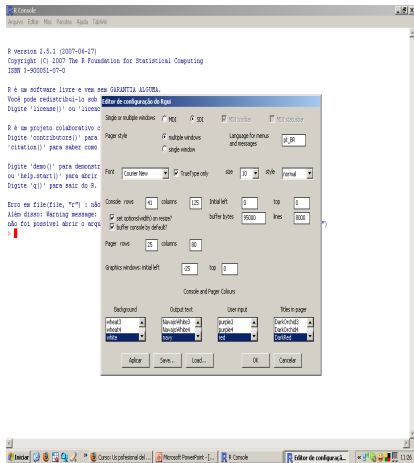 R Console
Arquivo Editar Misc Pacotes Ajuda
R version 2.5.1 (2007-06-27)
Copyright (C) 2007 The R Foundation for Statistical Computing
ISBN 3-900051-07-0
R é um software livre e vem sem GARANTIA ALGUMA.
Você pode redistribuí-lo sob
Digite 'license()' ou 'licenc
R é um projeto colaborativo c
Digite 'contributors()' para
'citation()' para saber como
Digite 'demo()' para demonstr
ou 'help.start()' para abrir
Digite 'q()' para sair do R.
Erro em file(file, "r") : não
Além disso: Warning message:
não foi possível abrir o arqu ")
>
Editor de configuração do Rgui
Single or multiple windows MDI SDI MDI toolbar MDI statusbar
Pager style multiple windows single window Language for menus and messages pt_BR
Font Courier New TrueType only size 10 style normal
Console rows 41 columns 125 Initial left 0 top 0
set options(width) on resize? buffer bytes 95000 lines 8000
buffer console by default?
Pager rows 25 columns 80
Graphics windows: initial left -25 top 0
Console and Pager Colours
Background Output text User input Titles in pager
wheat3 NavajoWhite3 purple3 DarkOrchid3
wheat4 NavajoWhite4 purple4 DarkOrchid4
white navy red DarkRed
Aplicar Save... Load... OK Cancelar
Iniciar Curso: Us profesional del ... Microsoft PowerPoint - [... R Console Editor de configuraçã... 11:26